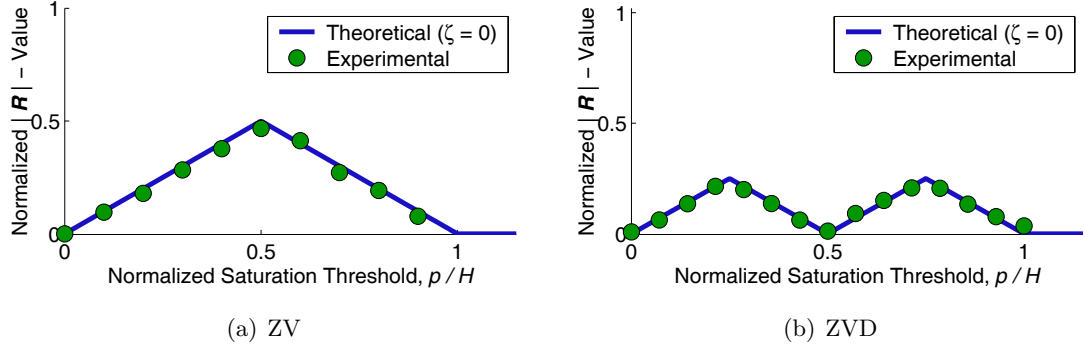 1
Theoretical (ζ = 0)
Experimental
0.5
0
0 0.5 1
Normalized | R | – Value
Normalized Saturation Threshold, p / H
(a) ZV
1
Theoretical (ζ = 0)
Experimental
0.5
0
0 0.5 1
Normalized | R | – Value
Normalized Saturation Threshold, p / H
(b) ZVD